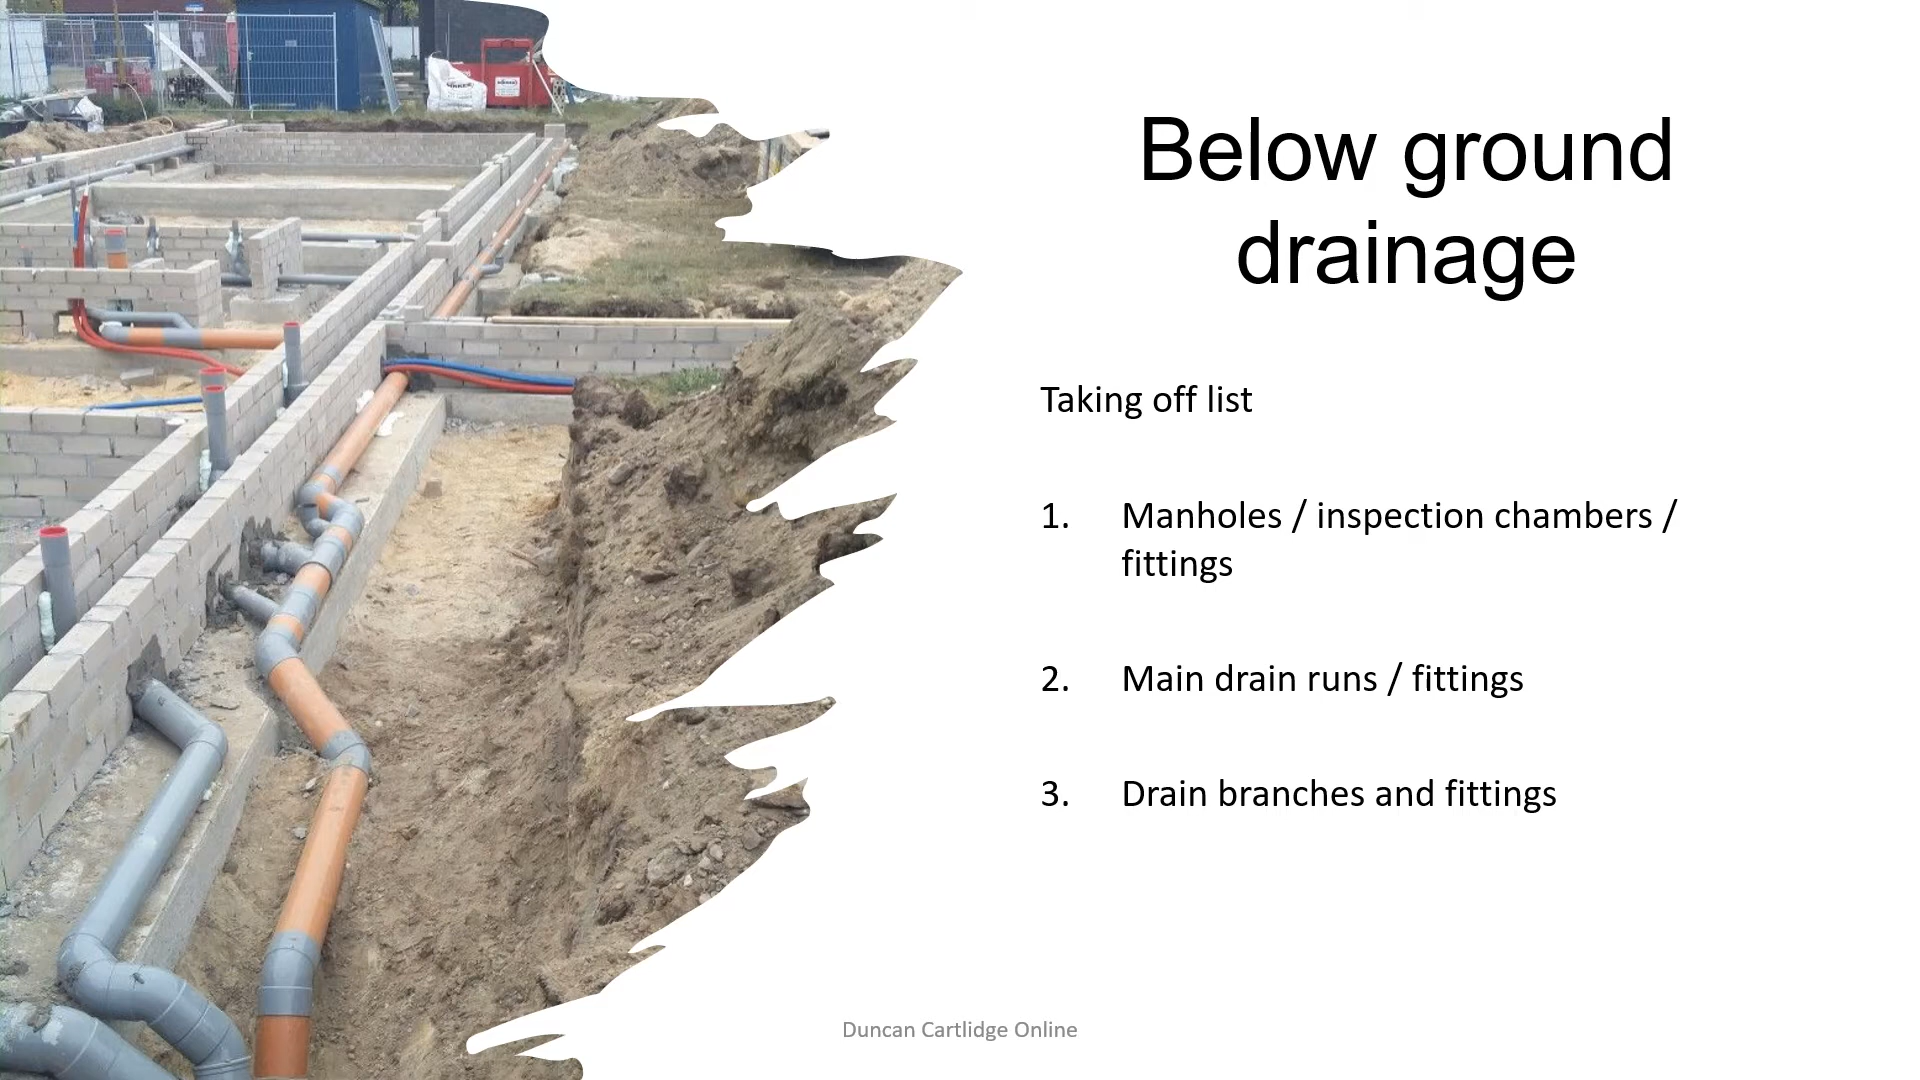 Below ground
drainage
Taking off list
1. Manholes / inspection chambers /
fittings
2. Main drain runs / fittings
3. Drain branches and fittings
Duncan Cartlidge Online